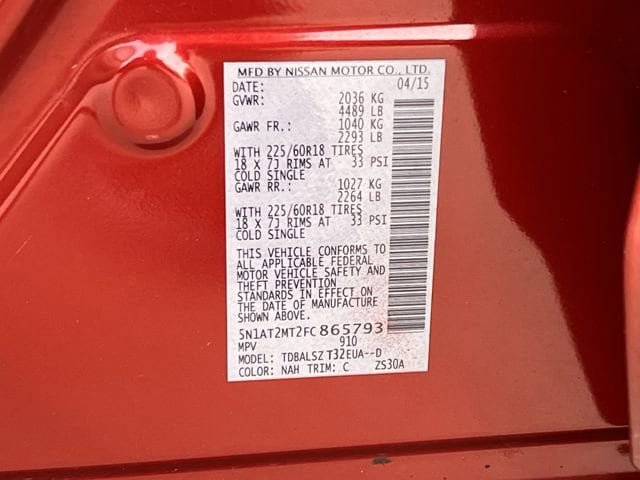 MFD BY NISSAN MOTOR CO., LTD.
DATE: 04/15
GVWR: 2036 KG
4489 LB
GAWR FR.: 1040 KG
2293 LB
WITH 225/60R18 TIRES
18 X 7J RIMS AT 33 PSI
COLD SINGLE
GAWR RR.: 1027 KG
2264 LB
WITH 225/60R18 TIRES
18 X 7J RIMS AT 33 PSI
COLD SINGLE
THIS VEHICLE CONFORMS TO
ALL APPLICABLE FEDERAL
MOTOR VEHICLE SAFETY AND
THEFT PREVENTION
STANDARDS IN EFFECT ON
THE DATE OF MANUFACTURE
SHOWN ABOVE.
5N1AT2MT2FC865793
MPV 910
MODEL: TDBALSZ T32EUA--D
COLOR: NAH TRIM: C ZS30A